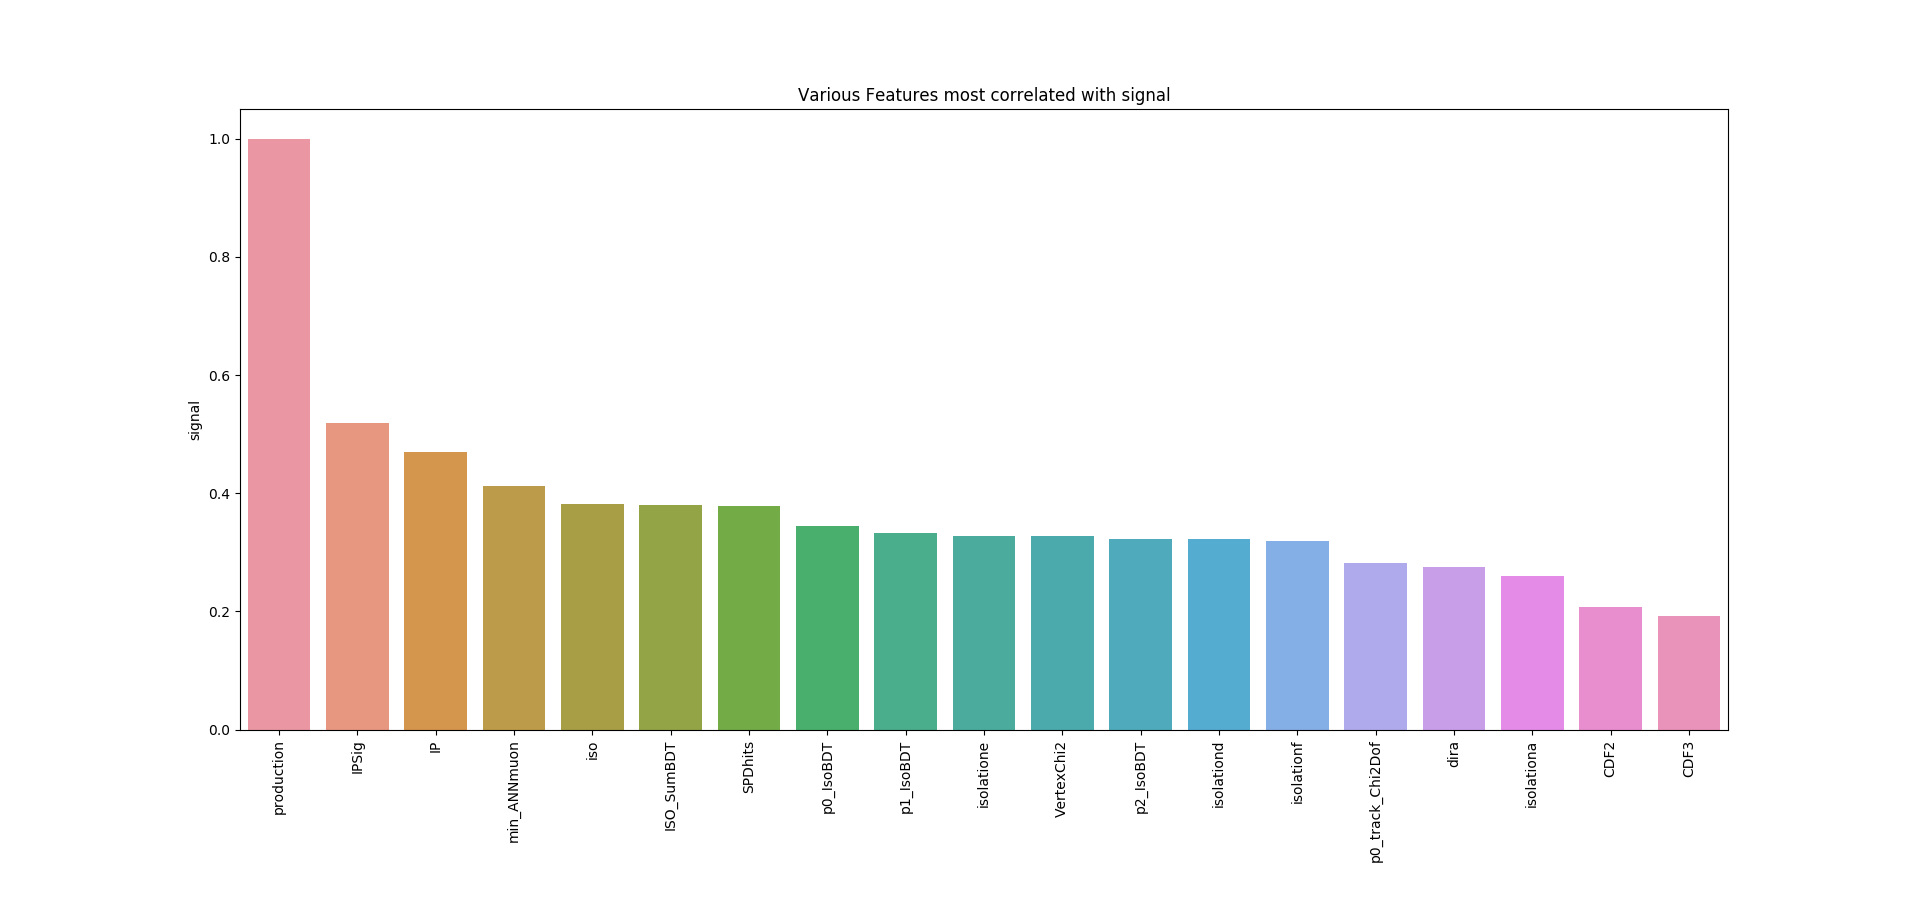 Various Features most correlated with signal
1.0
0.8
0.6
0.4
0.2
0.0
signal
production
IPSig
IP
min_ANNmuon
iso
ISO_SumBDT
SPDhits
p0_IsoBDT
p1_IsoBDT
isolatione
VertexChi2
p2_IsoBDT
isolationd
isolationf
p0_track_Chi2Dof
dira
isolationa
CDF2
CDF3